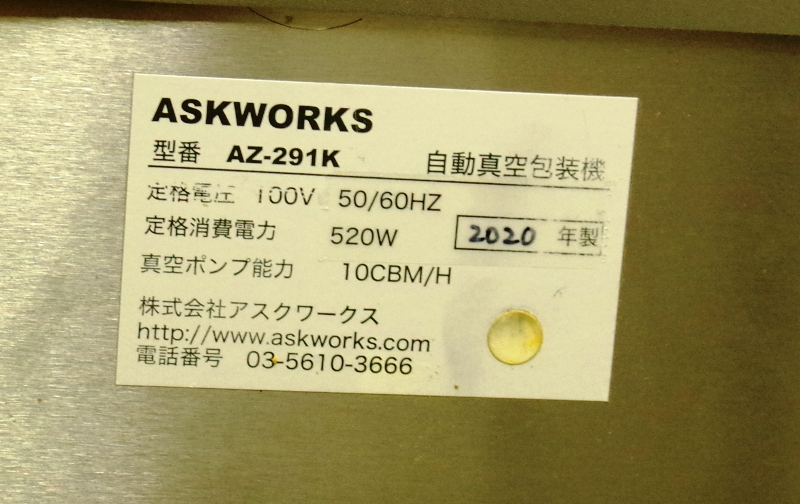 ASKWORKS
型番 AZ-291K 自動真空包装機
定格電圧 100V 50/60HZ
定格消費電力 520W 2020 年製
真空ポンプ能力 10CBM/H
株式会社アスクワークス
http://www.askworks.com
電話番号 03-5610-3666